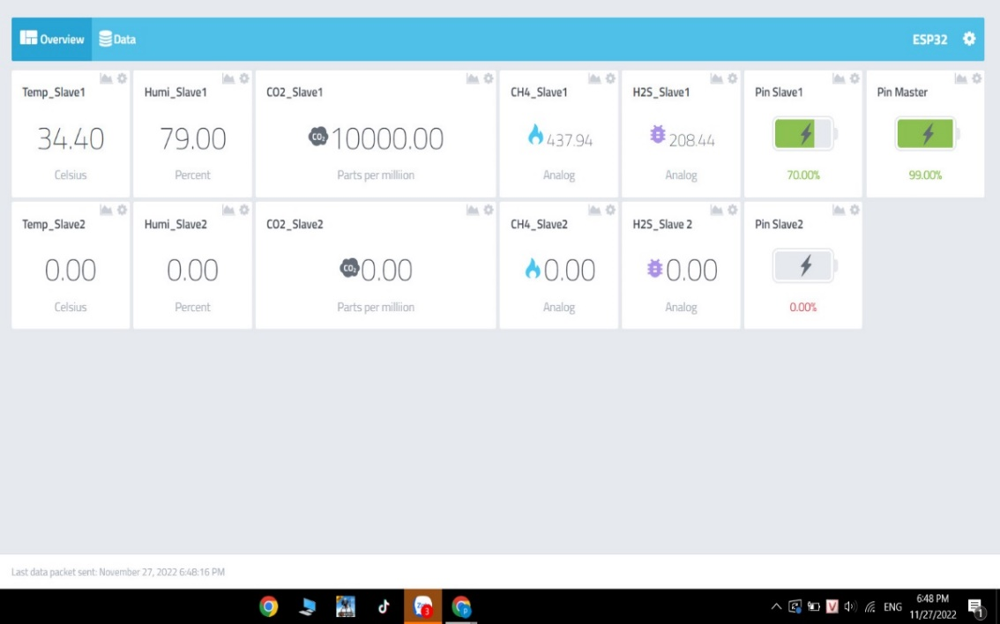 Overview Data ESP32
Temp_Slave1 Humi_Slave1 CO2_Slave1 CH4_Slave1 H2S_Slave1 Pin Slave1 Pin Master
34.40 79.00 CO₂ 10000.00 437.94 208.44
Celsius Percent Parts per milliion Analog Analog 70.00% 99.00%
Temp_Slave2 Humi_Slave2 CO2_Slave2 CH4_Slave2 H2S_Slave 2 Pin Slave2
0.00 0.00 CO₂ 0.00 0.00 0.00
Celsius Percent Parts per milliion Analog Analog 0.00%
Last data packet sent: November 27, 2022 6:48:16 PM
3 P V ENG 6:48 PM
11/27/2022 1